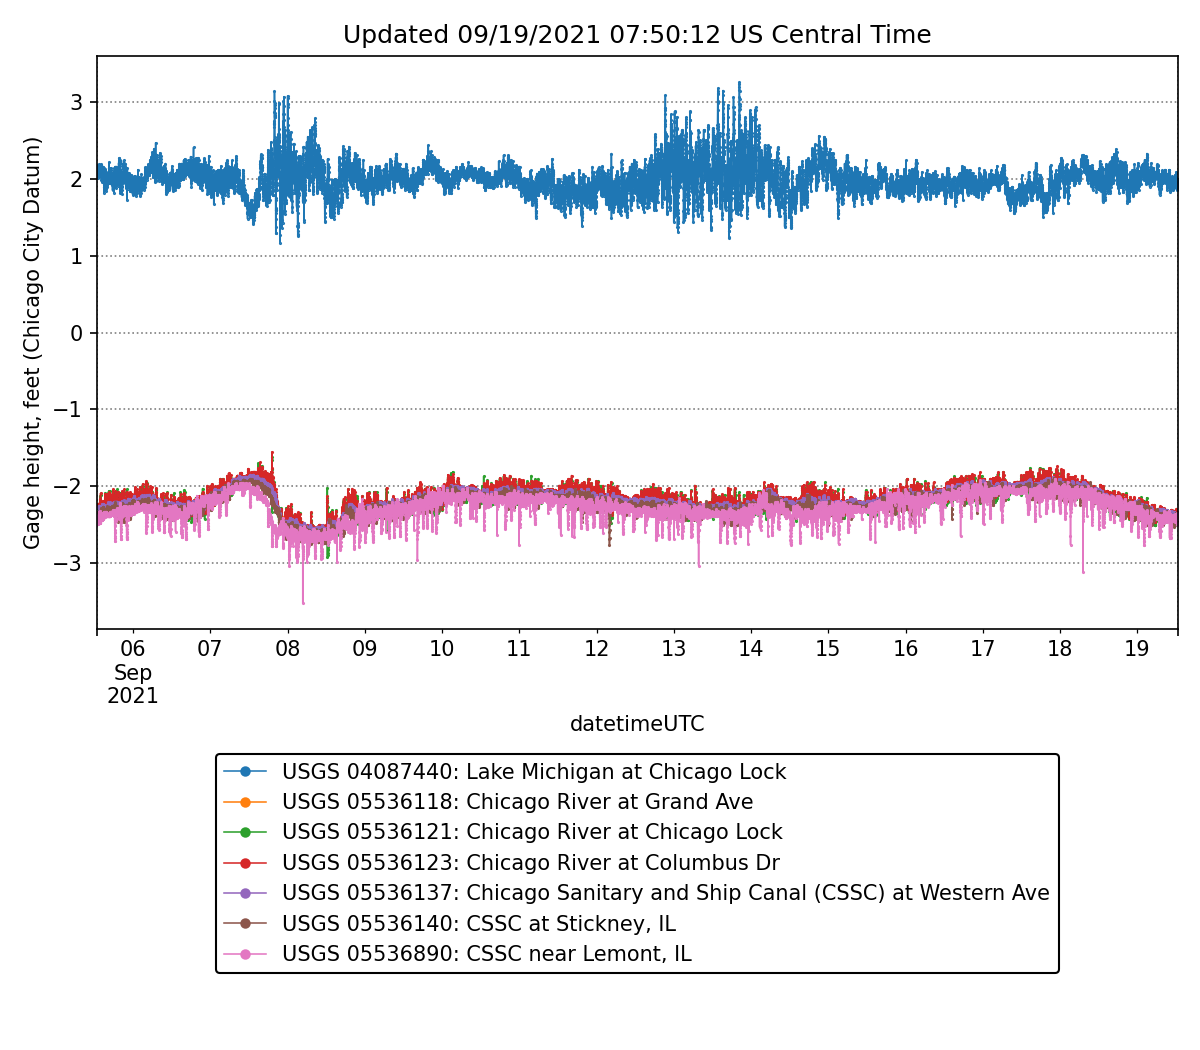 Updated 09/19/2021 07:50:12 US Central Time
Gage height, feet (Chicago City Datum)
3
2
1
0
−1
−2
−3
06 07 08 09 10 11 12 13 14 15 16 17 18 19
Sep
2021
datetimeUTC
USGS 04087440: Lake Michigan at Chicago Lock
USGS 05536118: Chicago River at Grand Ave
USGS 05536121: Chicago River at Chicago Lock
USGS 05536123: Chicago River at Columbus Dr
USGS 05536137: Chicago Sanitary and Ship Canal (CSSC) at Western Ave
USGS 05536140: CSSC at Stickney, IL
USGS 05536890: CSSC near Lemont, IL